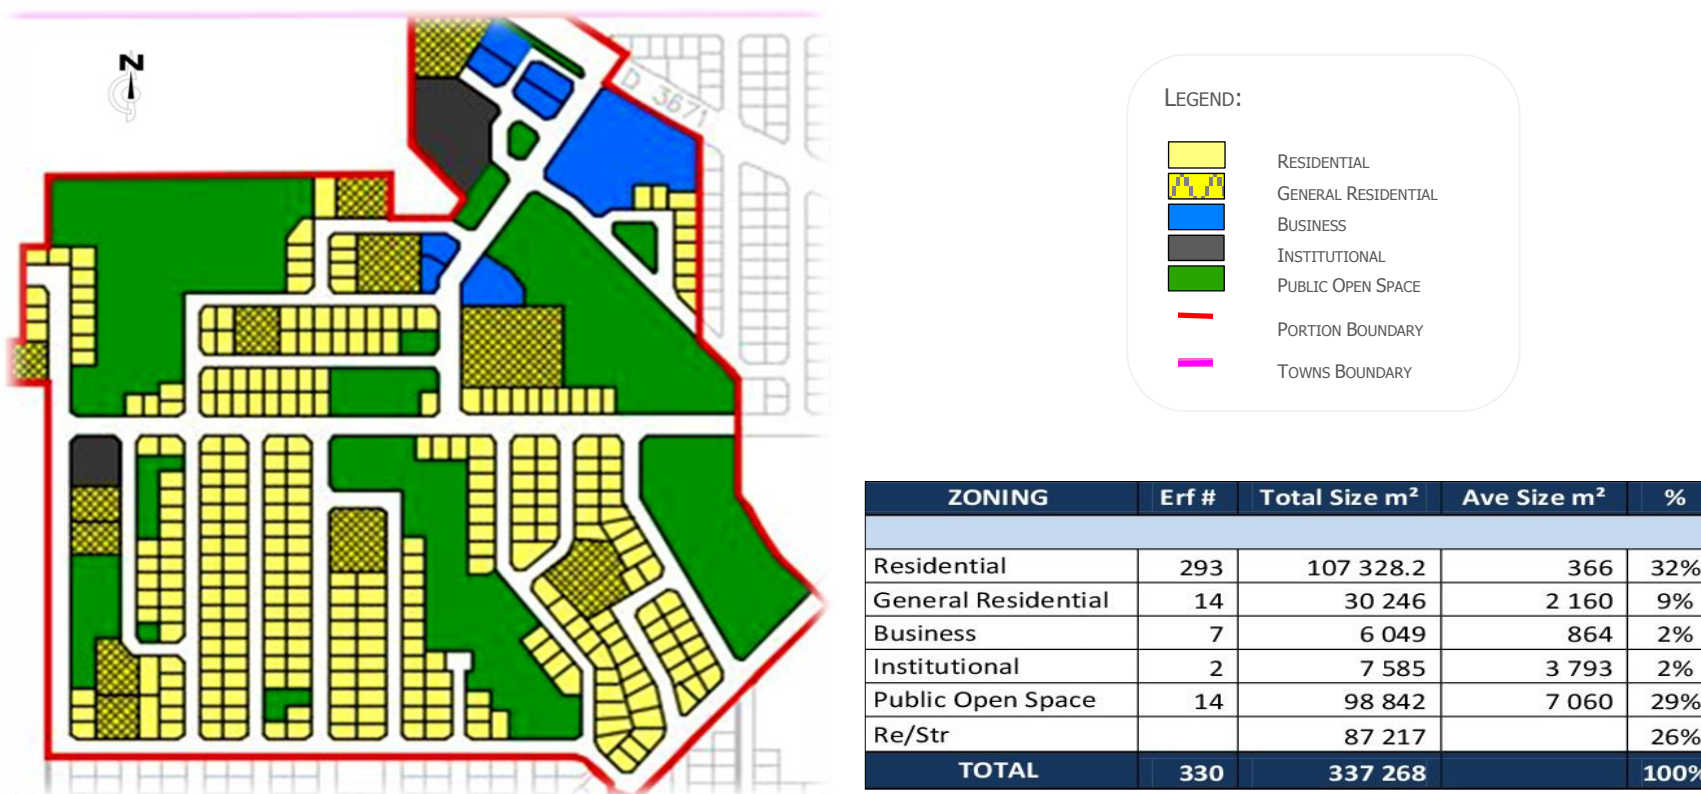 N
D 3671
LEGEND:
RESIDENTIAL
GENERAL RESIDENTIAL
BUSINESS
INSTITUTIONAL
PUBLIC OPEN SPACE
PORTION BOUNDARY
TOWNS BOUNDARY
ZONING Erf # Total Size m² Ave Size m² %
Residential 293 107 328.2 366 32%
General Residential 14 30 246 2 160 9%
Business 7 6 049 864 2%
Institutional 2 7 585 3 793 2%
Public Open Space 14 98 842 7 060 29%
Re/Str 87 217 26%
TOTAL 330 337 268 100%